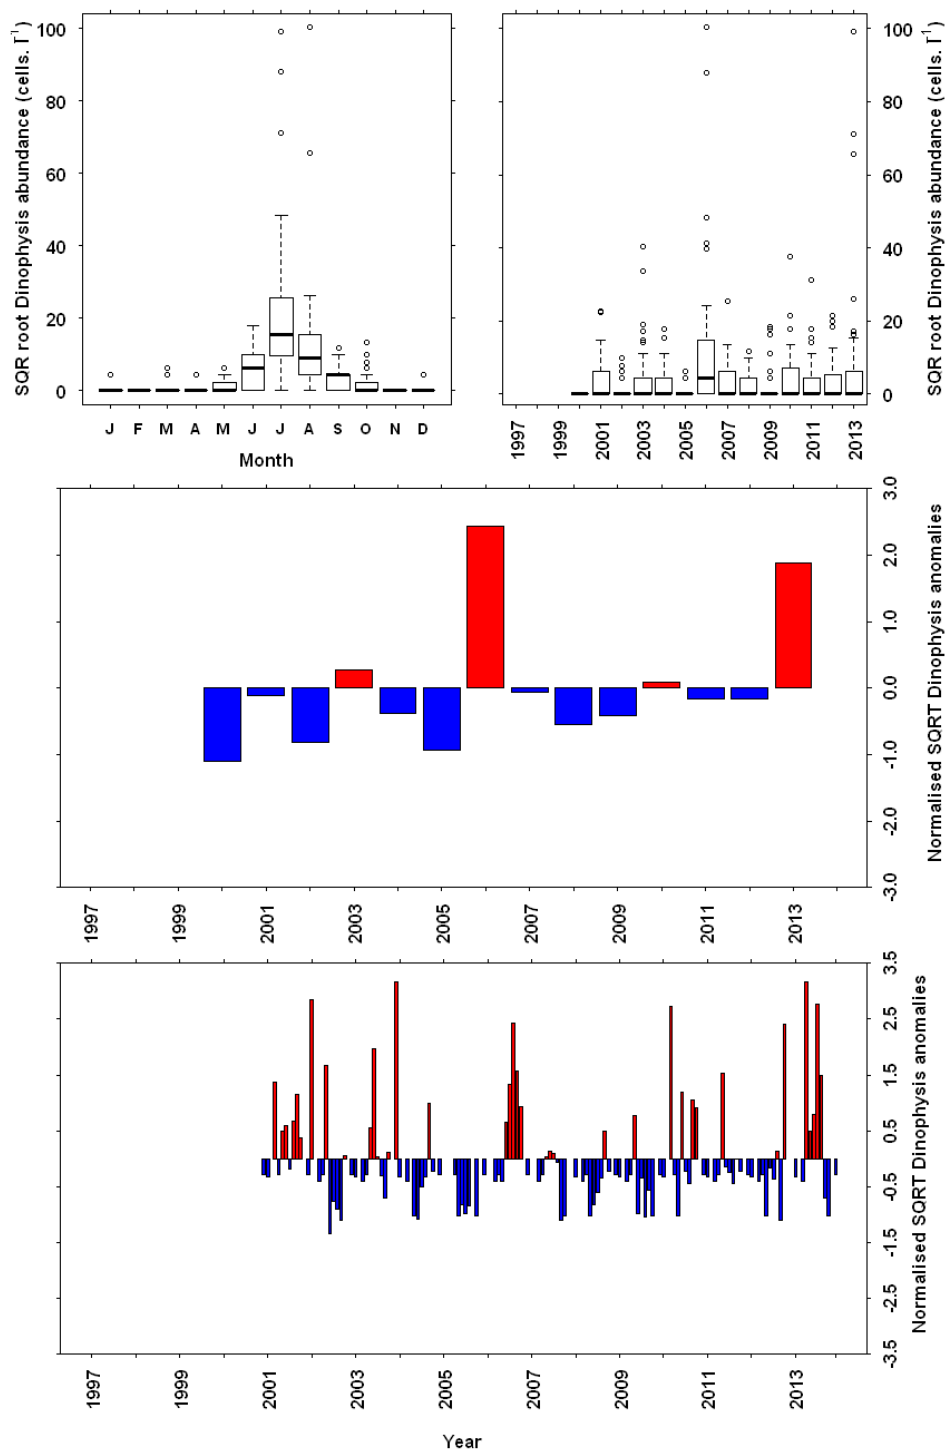 SQR root Dinophysis abundance (cells. l⁻¹)
100
80
60
40
20
0
J F M A M J J A S O N D
Month
100
80
60
40
20
0
SQR root Dinophysis abundance (cells. l⁻¹)
1997 1999 2001 2003 2005 2007 2009 2011 2013
3.0
2.0
1.0
0.0
-1.0
-2.0
-3.0
Normalised SQRT Dinophysis anomalies
1997 1999 2001 2003 2005 2007 2009 2011 2013
3.5
2.5
1.5
0.5
-0.5
-1.5
-2.5
-3.5
Normalised SQRT Dinophysis anomalies
1997 1999 2001 2003 2005 2007 2009 2011 2013
Year